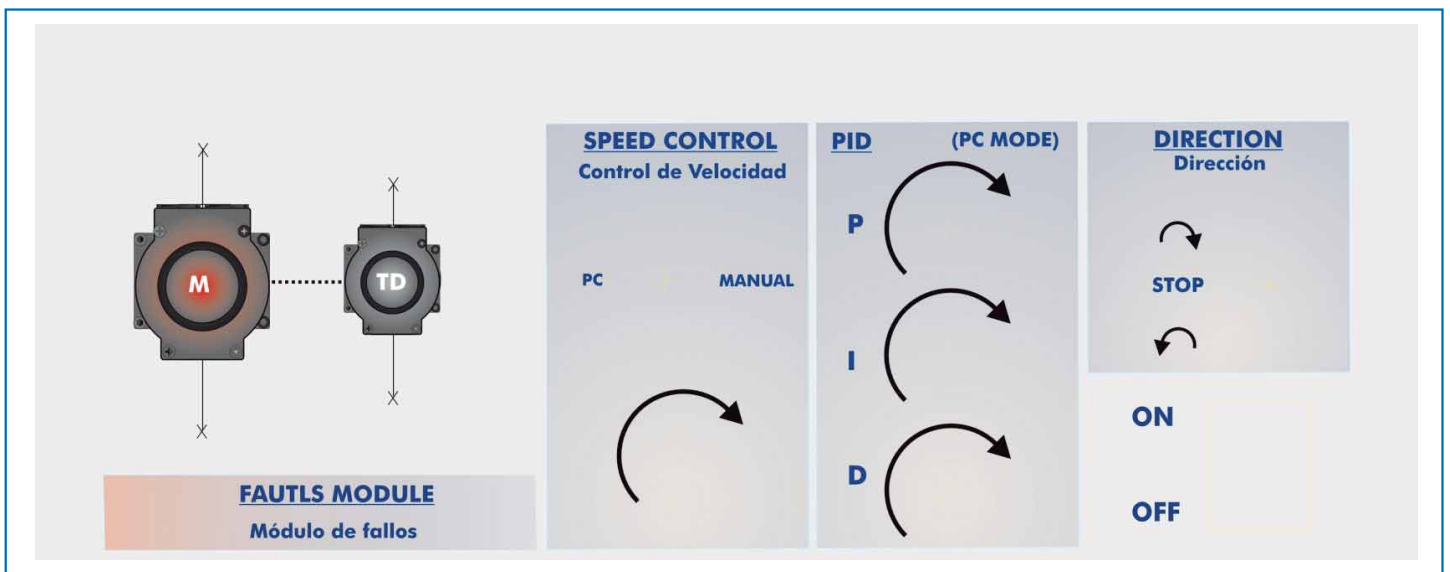 M
TD
FAUTLS MODULE
Módulo de fallos
SPEED CONTROL
Control de Velocidad
PC MANUAL
PID (PC MODE)
P
I
D
DIRECTION
Dirección
STOP
ON
OFF